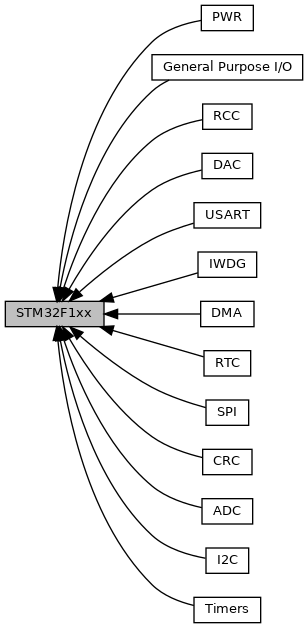 PWR
General Purpose I/O
RCC
DAC
USART
IWDG
STM32F1xx
DMA
RTC
SPI
CRC
ADC
I2C
Timers